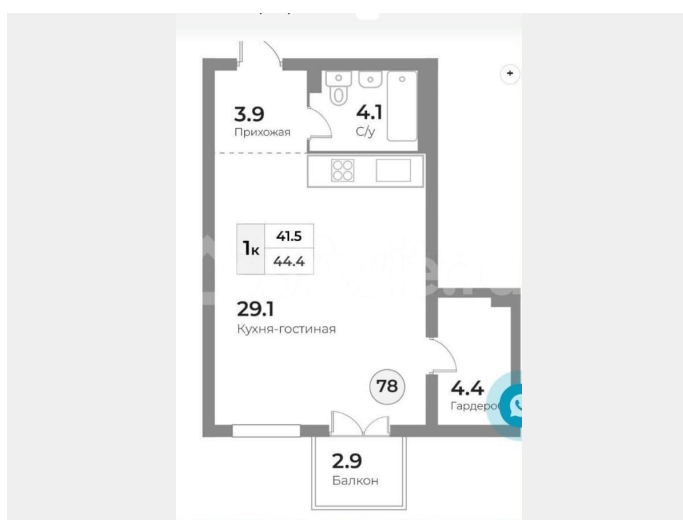 3.9
Прихожая
4.1
С/у
1к
41.5
44.4
29.1
Кухня-гостиная
78
4.4
Гардероб
2.9
Балкон